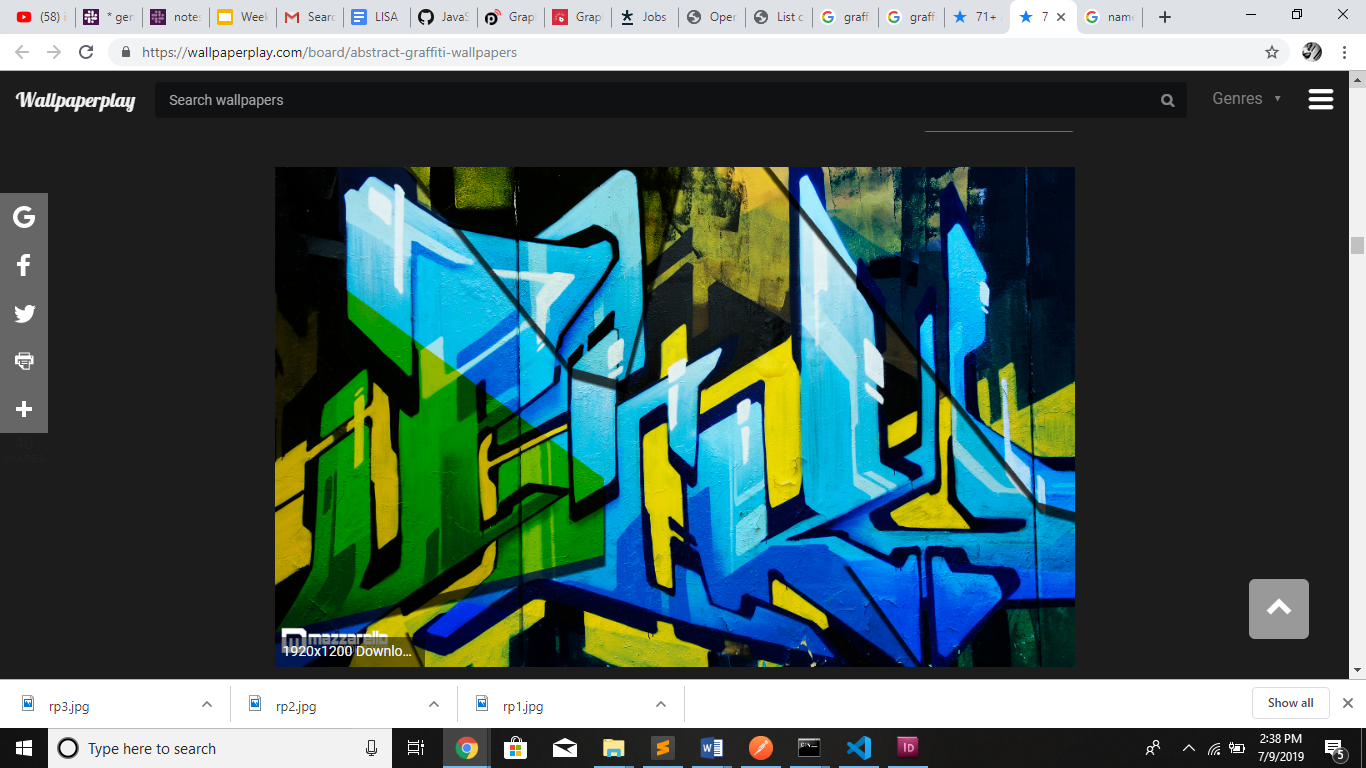 (58) i
* ger
notes
Week
Searc
LISA
JavaS
Grap
Grap
Jobs
Open
List c
graff
graff
71+
7
name
https://wallpaperplay.com/board/abstract-graffiti-wallpapers
Wallpaperplay
Search wallpapers
Genres
mazzarello
1920x1200 Downlo...
rp3.jpg
rp2.jpg
rp1.jpg
Show all
Type here to search
2:38 PM
7/9/2019
5